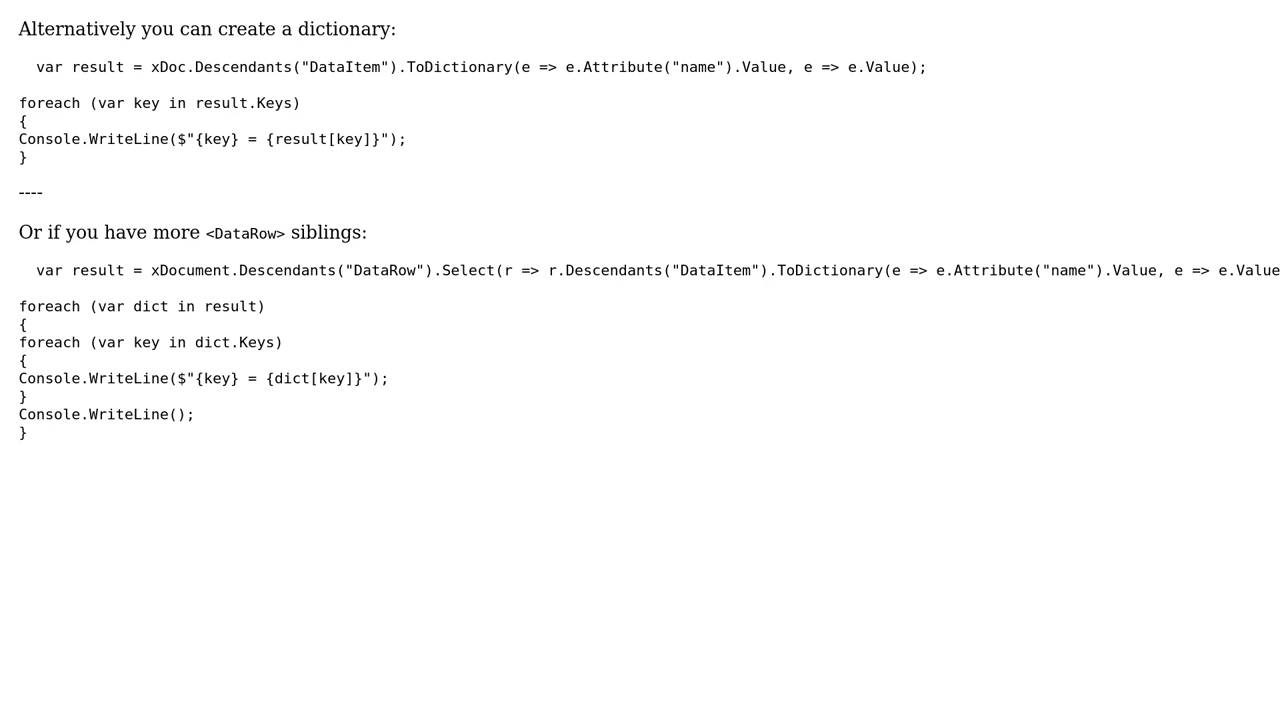 Alternatively you can create a dictionary:
  var result = xDoc.Descendants("DataItem").ToDictionary(e => e.Attribute("name").Value, e => e.Value);
foreach (var key in result.Keys)
{
Console.WriteLine($"{key} = {result[key]}");
}
----
Or if you have more <DataRow> siblings:
  var result = xDocument.Descendants("DataRow").Select(r => r.Descendants("DataItem").ToDictionary(e => e.Attribute("name").Value, e => e.Value
foreach (var dict in result)
{
foreach (var key in dict.Keys)
{
Console.WriteLine($"{key} = {dict[key]}");
}
Console.WriteLine();
}